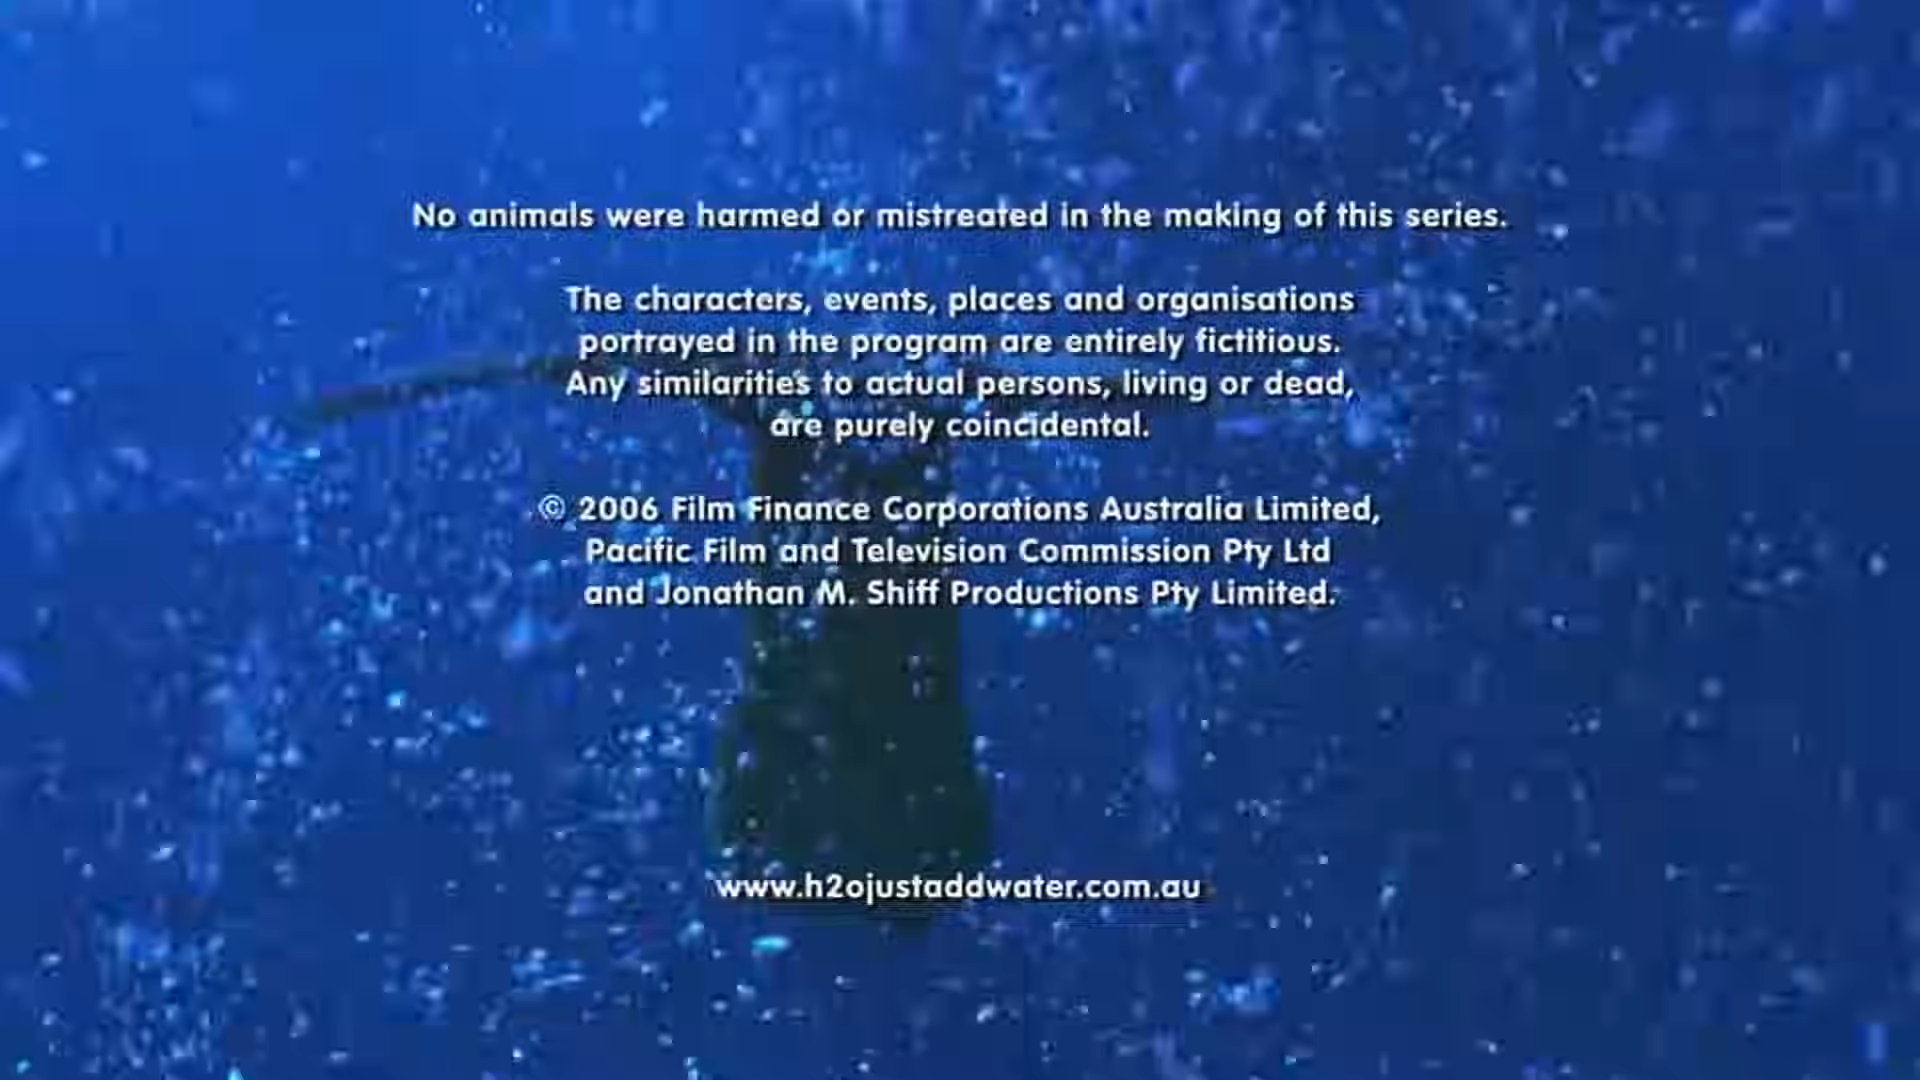 No animals were harmed or mistreated in the making of this series.
The characters, events, places and organisations
portrayed in the program are entirely fictitious.
Any similarities to actual persons, living or dead,
are purely coincidental.
© 2006 Film Finance Corporations Australia Limited,
Pacific Film and Television Commission Pty Ltd
and Jonathan M. Shiff Productions Pty Limited.
www.h2ojustaddwater.com.au